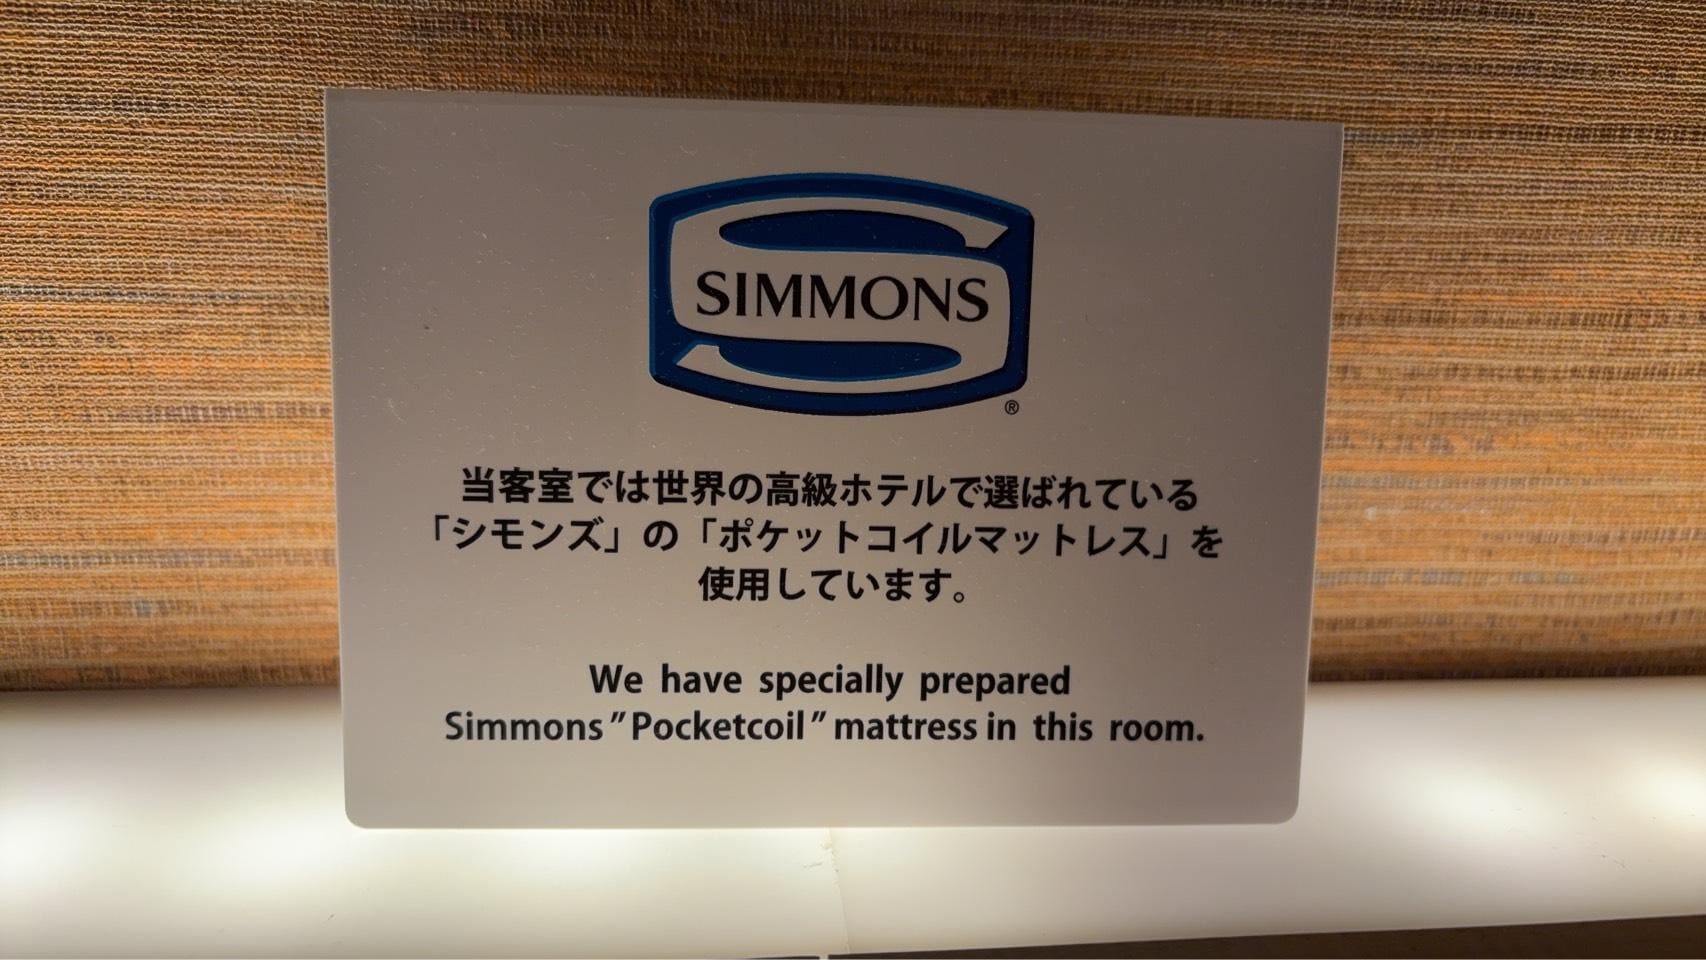 SIMMONS
®
当客室では世界の高級ホテルで選ばれている
「シモンズ」の「ポケットコイルマットレス」を
使用しています。
We have specially prepared
Simmons "Pocketcoil" mattress in this room.